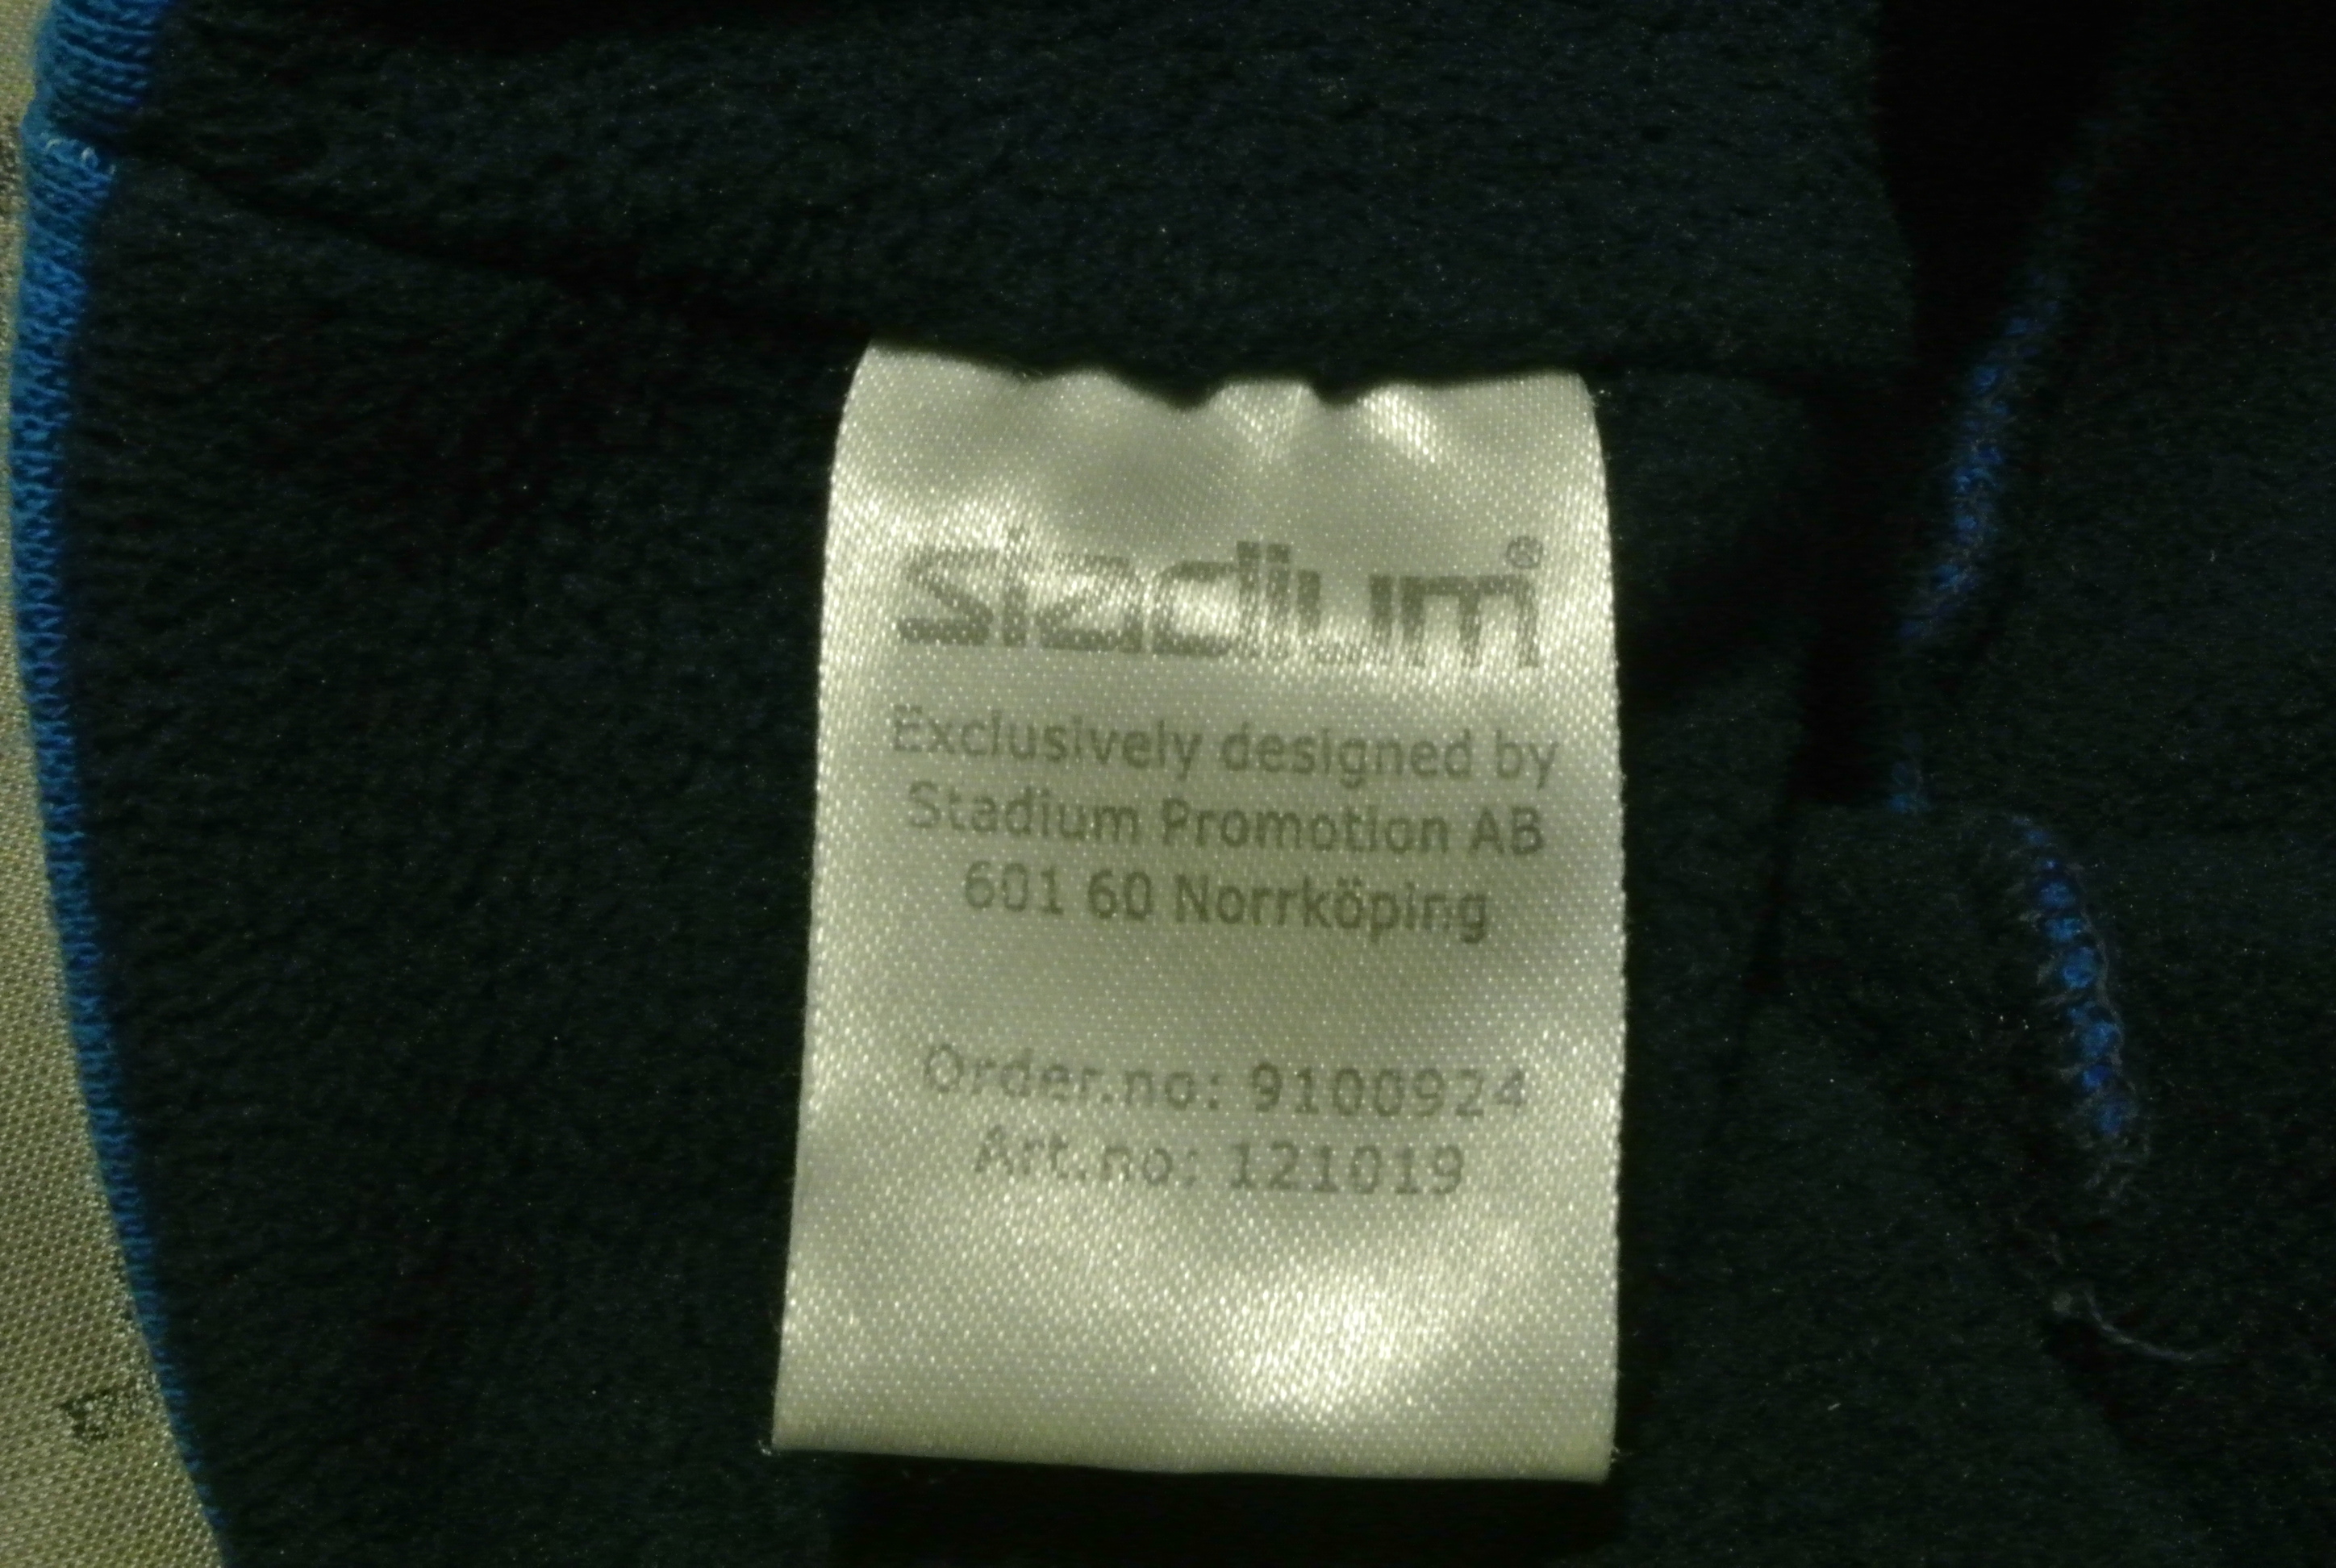 stadium®
Exclusively designed by
Stadium Promotion AB
601 60 Norrköping
Order.no: 9100924
Art.no: 121019